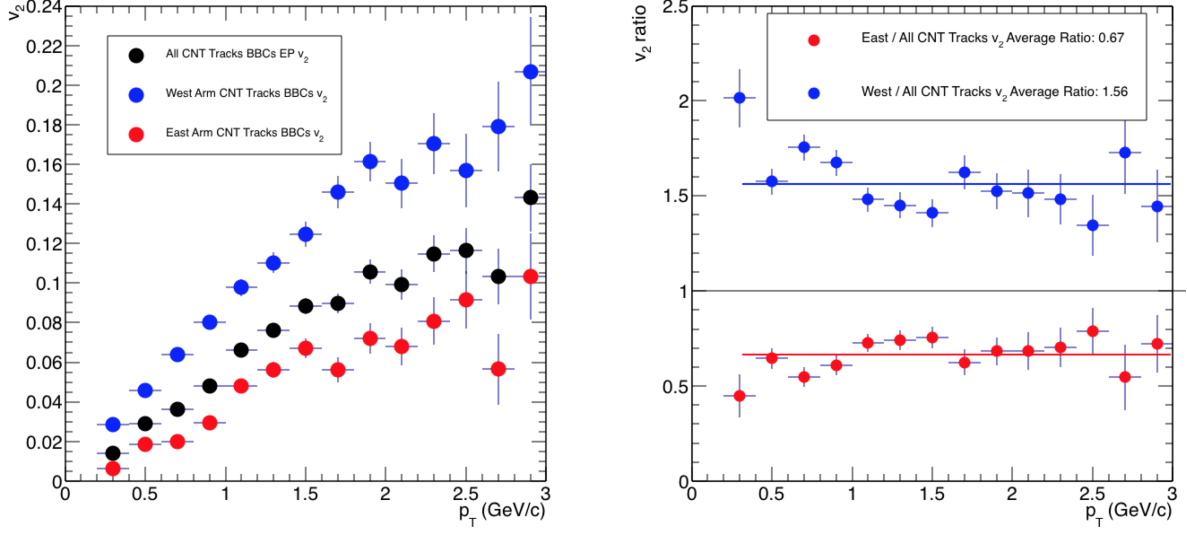 v2
0.24
0.22
0.2
0.18
0.16
0.14
0.12
0.1
0.08
0.06
0.04
0.02
0
All CNT Tracks BBCs EP v2
West Arm CNT Tracks BBCs v2
East Arm CNT Tracks BBCs v2
0 0.5 1 1.5 2 2.5 3
pT (GeV/c)
v2 ratio
2.5
2
1.5
1
0.5
0
East / All CNT Tracks v2 Average Ratio: 0.67
West / All CNT Tracks v2 Average Ratio: 1.56
0 0.5 1 1.5 2 2.5 3
pT (GeV/c)